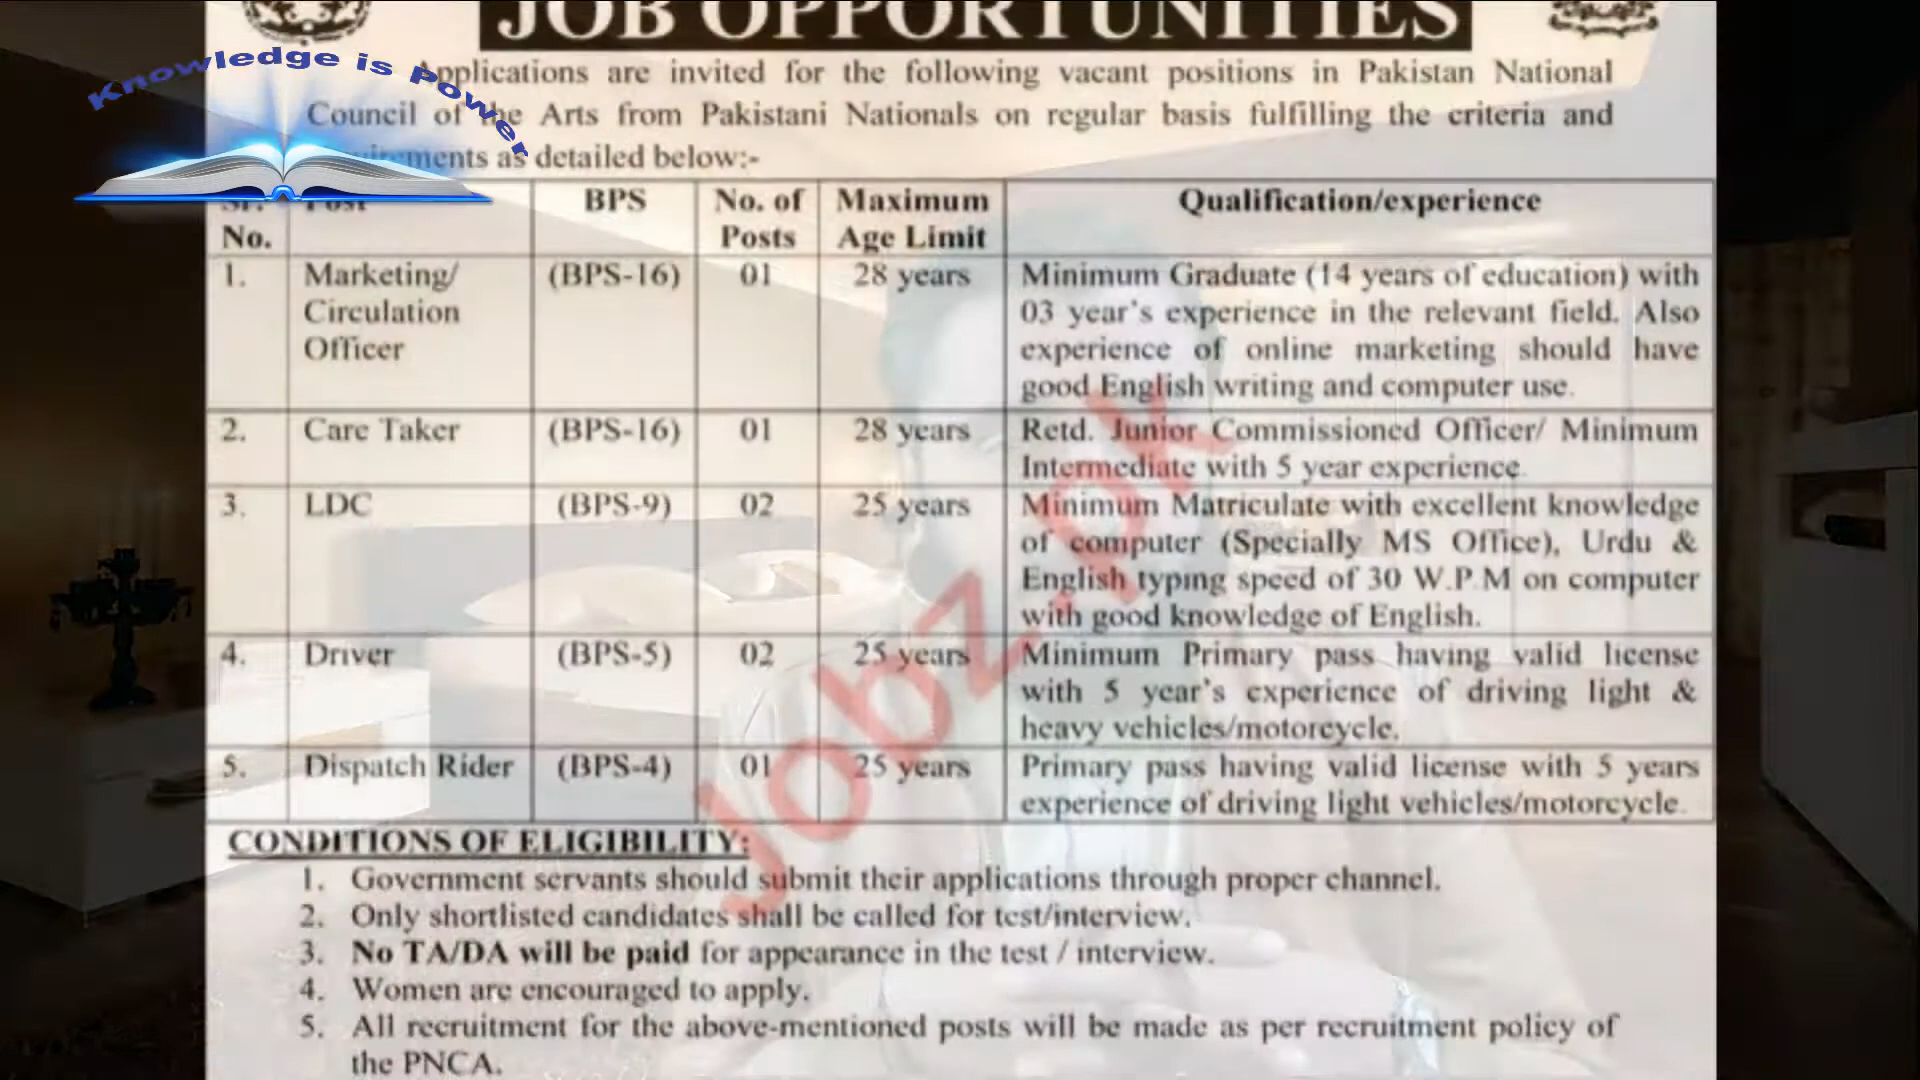 JOB OPPORTUNITIES
Knowledge is Power
Applications are invited for the following vacant positions in Pakistan National
Council of the Arts from Pakistani Nationals on regular basis fulfilling the criteria and
as detailed below:-
Sr. No.
Post
BPS
No. of Posts
Maximum Age Limit
Qualification/experience
1.
Marketing/
Circulation
Officer
(BPS-16)
01
28 years
Minimum Graduate (14 years of education) with
03 year's experience in the relevant field. Also
experience of online marketing should have
good English writing and computer use.
2.
Care Taker
(BPS-16)
01
28 years
Retd. Junior Commissioned Officer/ Minimum
Intermediate with 5 year experience.
3.
LDC
(BPS-9)
02
25 years
Minimum Matriculate with excellent knowledge
of computer (Specially MS Office), Urdu &
English typing speed of 30 W.P.M on computer
with good knowledge of English.
4.
Driver
(BPS-5)
02
25 years
Minimum Primary pass having valid license
with 5 year's experience of driving light &
heavy vehicles/motorcycle.
5.
Dispatch Rider
(BPS-4)
01
25 years
Primary pass having valid license with 5 years
experience of driving light vehicles/motorcycle.
Jobz.pk
CONDITIONS OF ELIGIBILITY:
1. Government servants should submit their applications through proper channel.
2. Only shortlisted candidates shall be called for test/interview.
3. No TA/DA will be paid for appearance in the test / interview.
4. Women are encouraged to apply.
5. All recruitment for the above-mentioned posts will be made as per recruitment policy of
the PNCA.